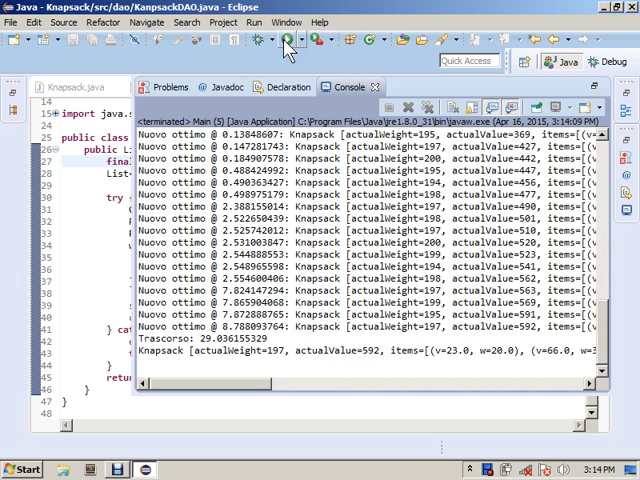 Java - Knapsack/src/dao/KanpsackDAO.java - Eclipse
File Edit Source Refactor Navigate Search Project Run Window Help
Quick Access
Java
Debug
Knapsack.java
Problems
Javadoc
Declaration
Console
<terminated> Main (5) [Java Application] C:\Program Files\Java\jre1.8.0_31\bin\javaw.exe (Apr 16, 2015, 3:14:09 PM)
14
15 import java.s
24
25 public class
26 public Li
27 final
28 List<
29
30 try {
31
32
33
34
35
36
37
38
39
40
41 } cat
42
43
44 }
45 retur
46 }
47 }
48
Nuovo ottimo @ 0.13848607: Knapsack [actualWeight=195, actualValue=369, items=[(v=
Nuovo ottimo @ 0.147281743: Knapsack [actualWeight=197, actualValue=427, items=[(v
Nuovo ottimo @ 0.184907578: Knapsack [actualWeight=200, actualValue=442, items=[(v
Nuovo ottimo @ 0.488424992: Knapsack [actualWeight=195, actualValue=447, items=[(v
Nuovo ottimo @ 0.490363427: Knapsack [actualWeight=194, actualValue=456, items=[(v
Nuovo ottimo @ 0.498975179: Knapsack [actualWeight=198, actualValue=477, items=[(v
Nuovo ottimo @ 2.388155014: Knapsack [actualWeight=197, actualValue=490, items=[(v
Nuovo ottimo @ 2.522650439: Knapsack [actualWeight=198, actualValue=501, items=[(v
Nuovo ottimo @ 2.525742012: Knapsack [actualWeight=197, actualValue=510, items=[(v
Nuovo ottimo @ 2.531003847: Knapsack [actualWeight=200, actualValue=520, items=[(v
Nuovo ottimo @ 2.544888553: Knapsack [actualWeight=199, actualValue=523, items=[(v
Nuovo ottimo @ 2.548965598: Knapsack [actualWeight=194, actualValue=541, items=[(v
Nuovo ottimo @ 2.554600406: Knapsack [actualWeight=198, actualValue=562, items=[(v
Nuovo ottimo @ 7.824147294: Knapsack [actualWeight=197, actualValue=563, items=[(v
Nuovo ottimo @ 7.865904068: Knapsack [actualWeight=199, actualValue=569, items=[(v
Nuovo ottimo @ 7.872888765: Knapsack [actualWeight=195, actualValue=591, items=[(v
Nuovo ottimo @ 8.788093764: Knapsack [actualWeight=197, actualValue=592, items=[(v
Trascorso: 29.036155329
Knapsack [actualWeight=197, actualValue=592, items=[(v=23.0, w=20.0), (v=66.0, w=3
Start
3:14 PM